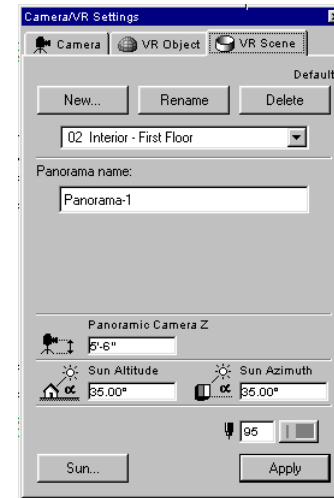 Camera/VR Settings
Camera VR Object VR Scene
Default
New... Rename Delete
02 Interior - First Floor
Panorama name:
Panorama-1
Panoramic Camera Z
5'-6"
Sun Altitude Sun Azimuth
α 35.00° α 35.00°
95
Sun... Apply